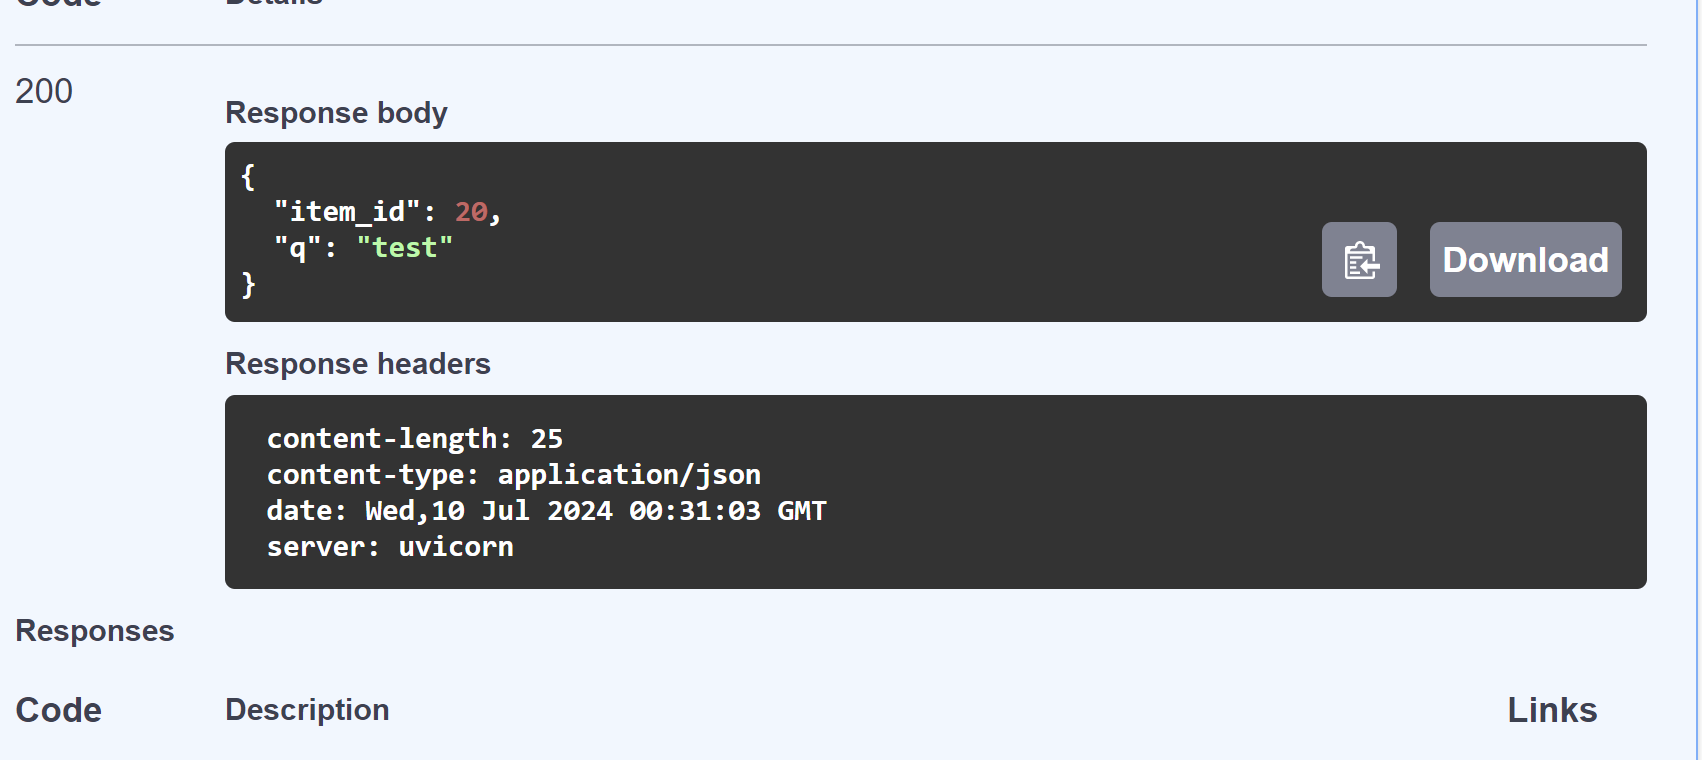 Code Details
200
Response body
{
  "item_id": 20,
  "q": "test"
}
Download
Response headers
content-length: 25
content-type: application/json
date: Wed,10 Jul 2024 00:31:03 GMT
server: uvicorn
Responses
Code Description Links